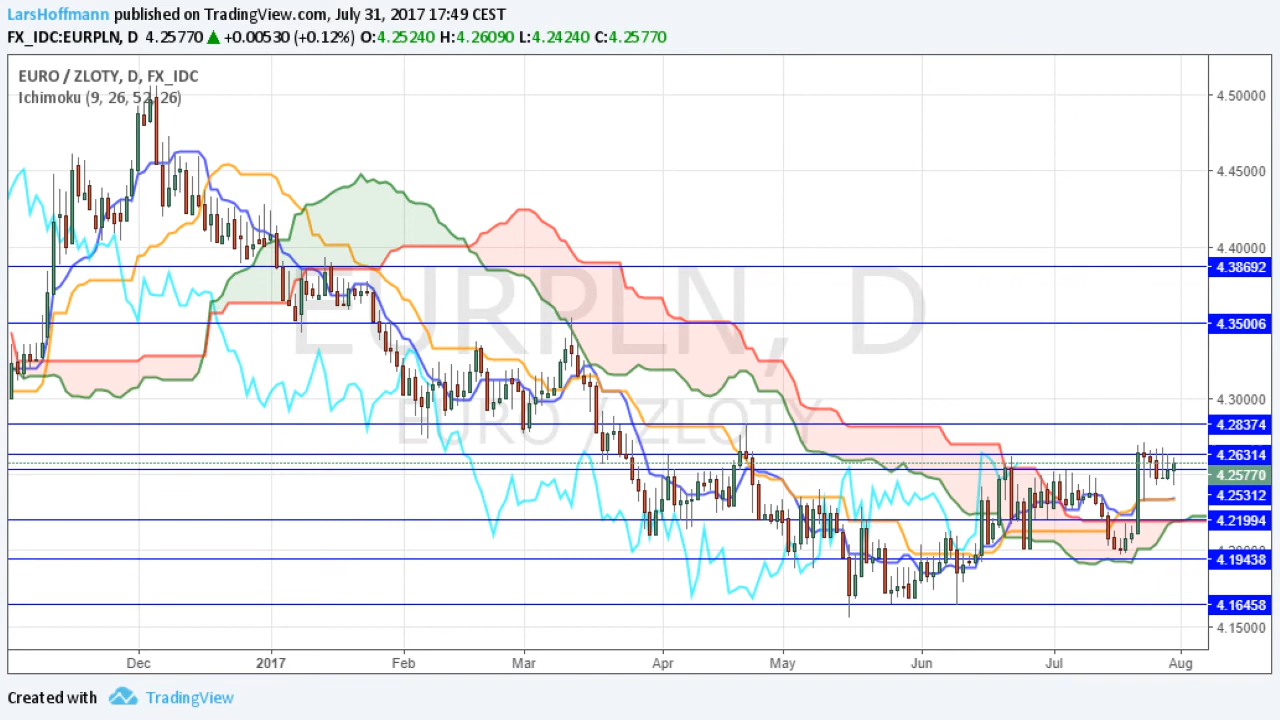 LarsHoffmann published on TradingView.com, July 31, 2017 17:49 CEST
FX_IDC:EURPLN, D 4.25770 ▲ +0.00530 (+0.12%) O:4.25240 H:4.26090 L:4.24240 C:4.25770
EURO / ZLOTY, D, FX_IDC
Ichimoku (9, 26, 52, 26)
EURPLN, D
EURO / ZLOTY
4.50000
4.45000
4.40000
4.38692
4.35006
4.30000
4.28374
4.26314
4.25770
4.25312
4.21994
4.20000
4.19438
4.16458
4.15000
Dec 2017 Feb Mar Apr May Jun Jul Aug
Created with TradingView